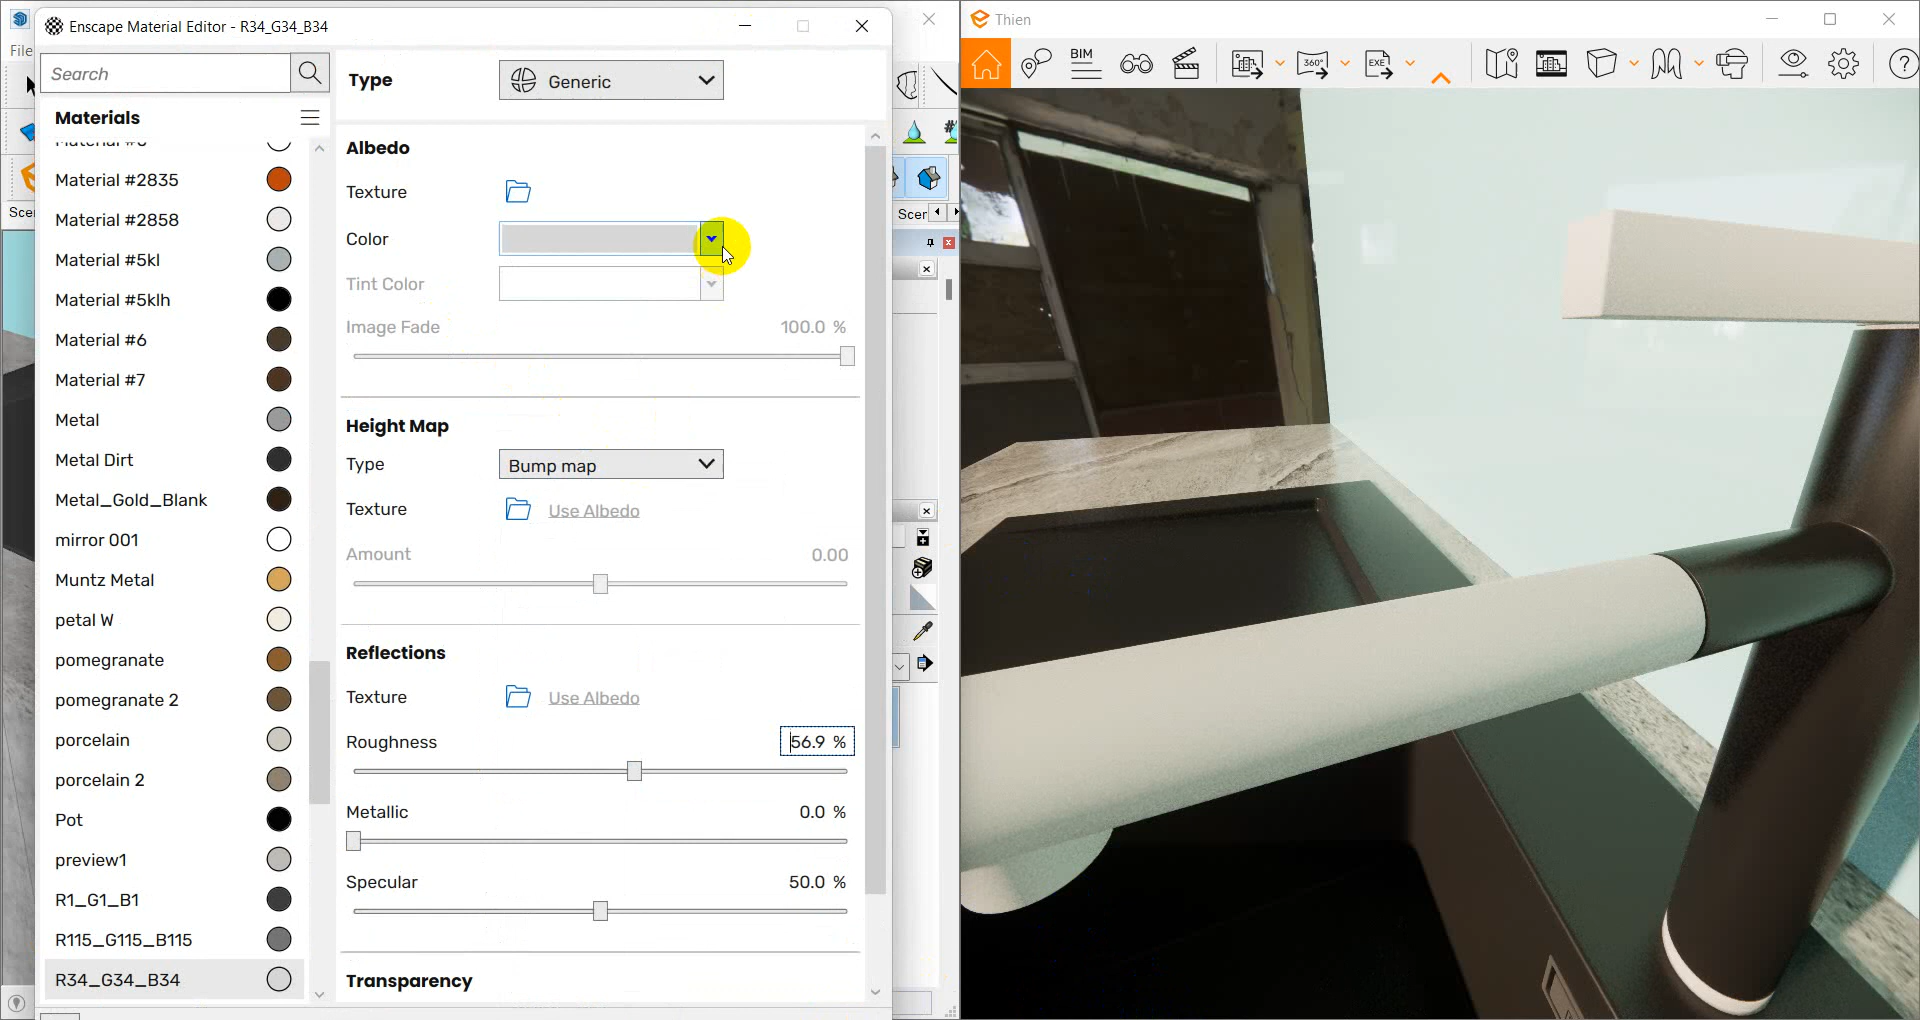 Enscape Material Editor - R34_G34_B34
File
Search
Materials
Material #2835
Material #2858
Material #5kl
Material #5klh
Material #6
Material #7
Metal
Metal Dirt
Metal_Gold_Blank
mirror 001
Muntz Metal
petal W
pomegranate
pomegranate 2
porcelain
porcelain 2
Pot
preview1
R1_G1_B1
R115_G115_B115
R34_G34_B34
Type
Generic
Albedo
Texture
Color
Tint Color
Image Fade
100.0 %
Height Map
Type
Bump map
Texture
Use Albedo
Amount
0.00
Reflections
Texture
Use Albedo
Roughness
56.9 %
Metallic
0.0 %
Specular
50.0 %
Transparency
Scer
Thien
BIM
360°
EXE